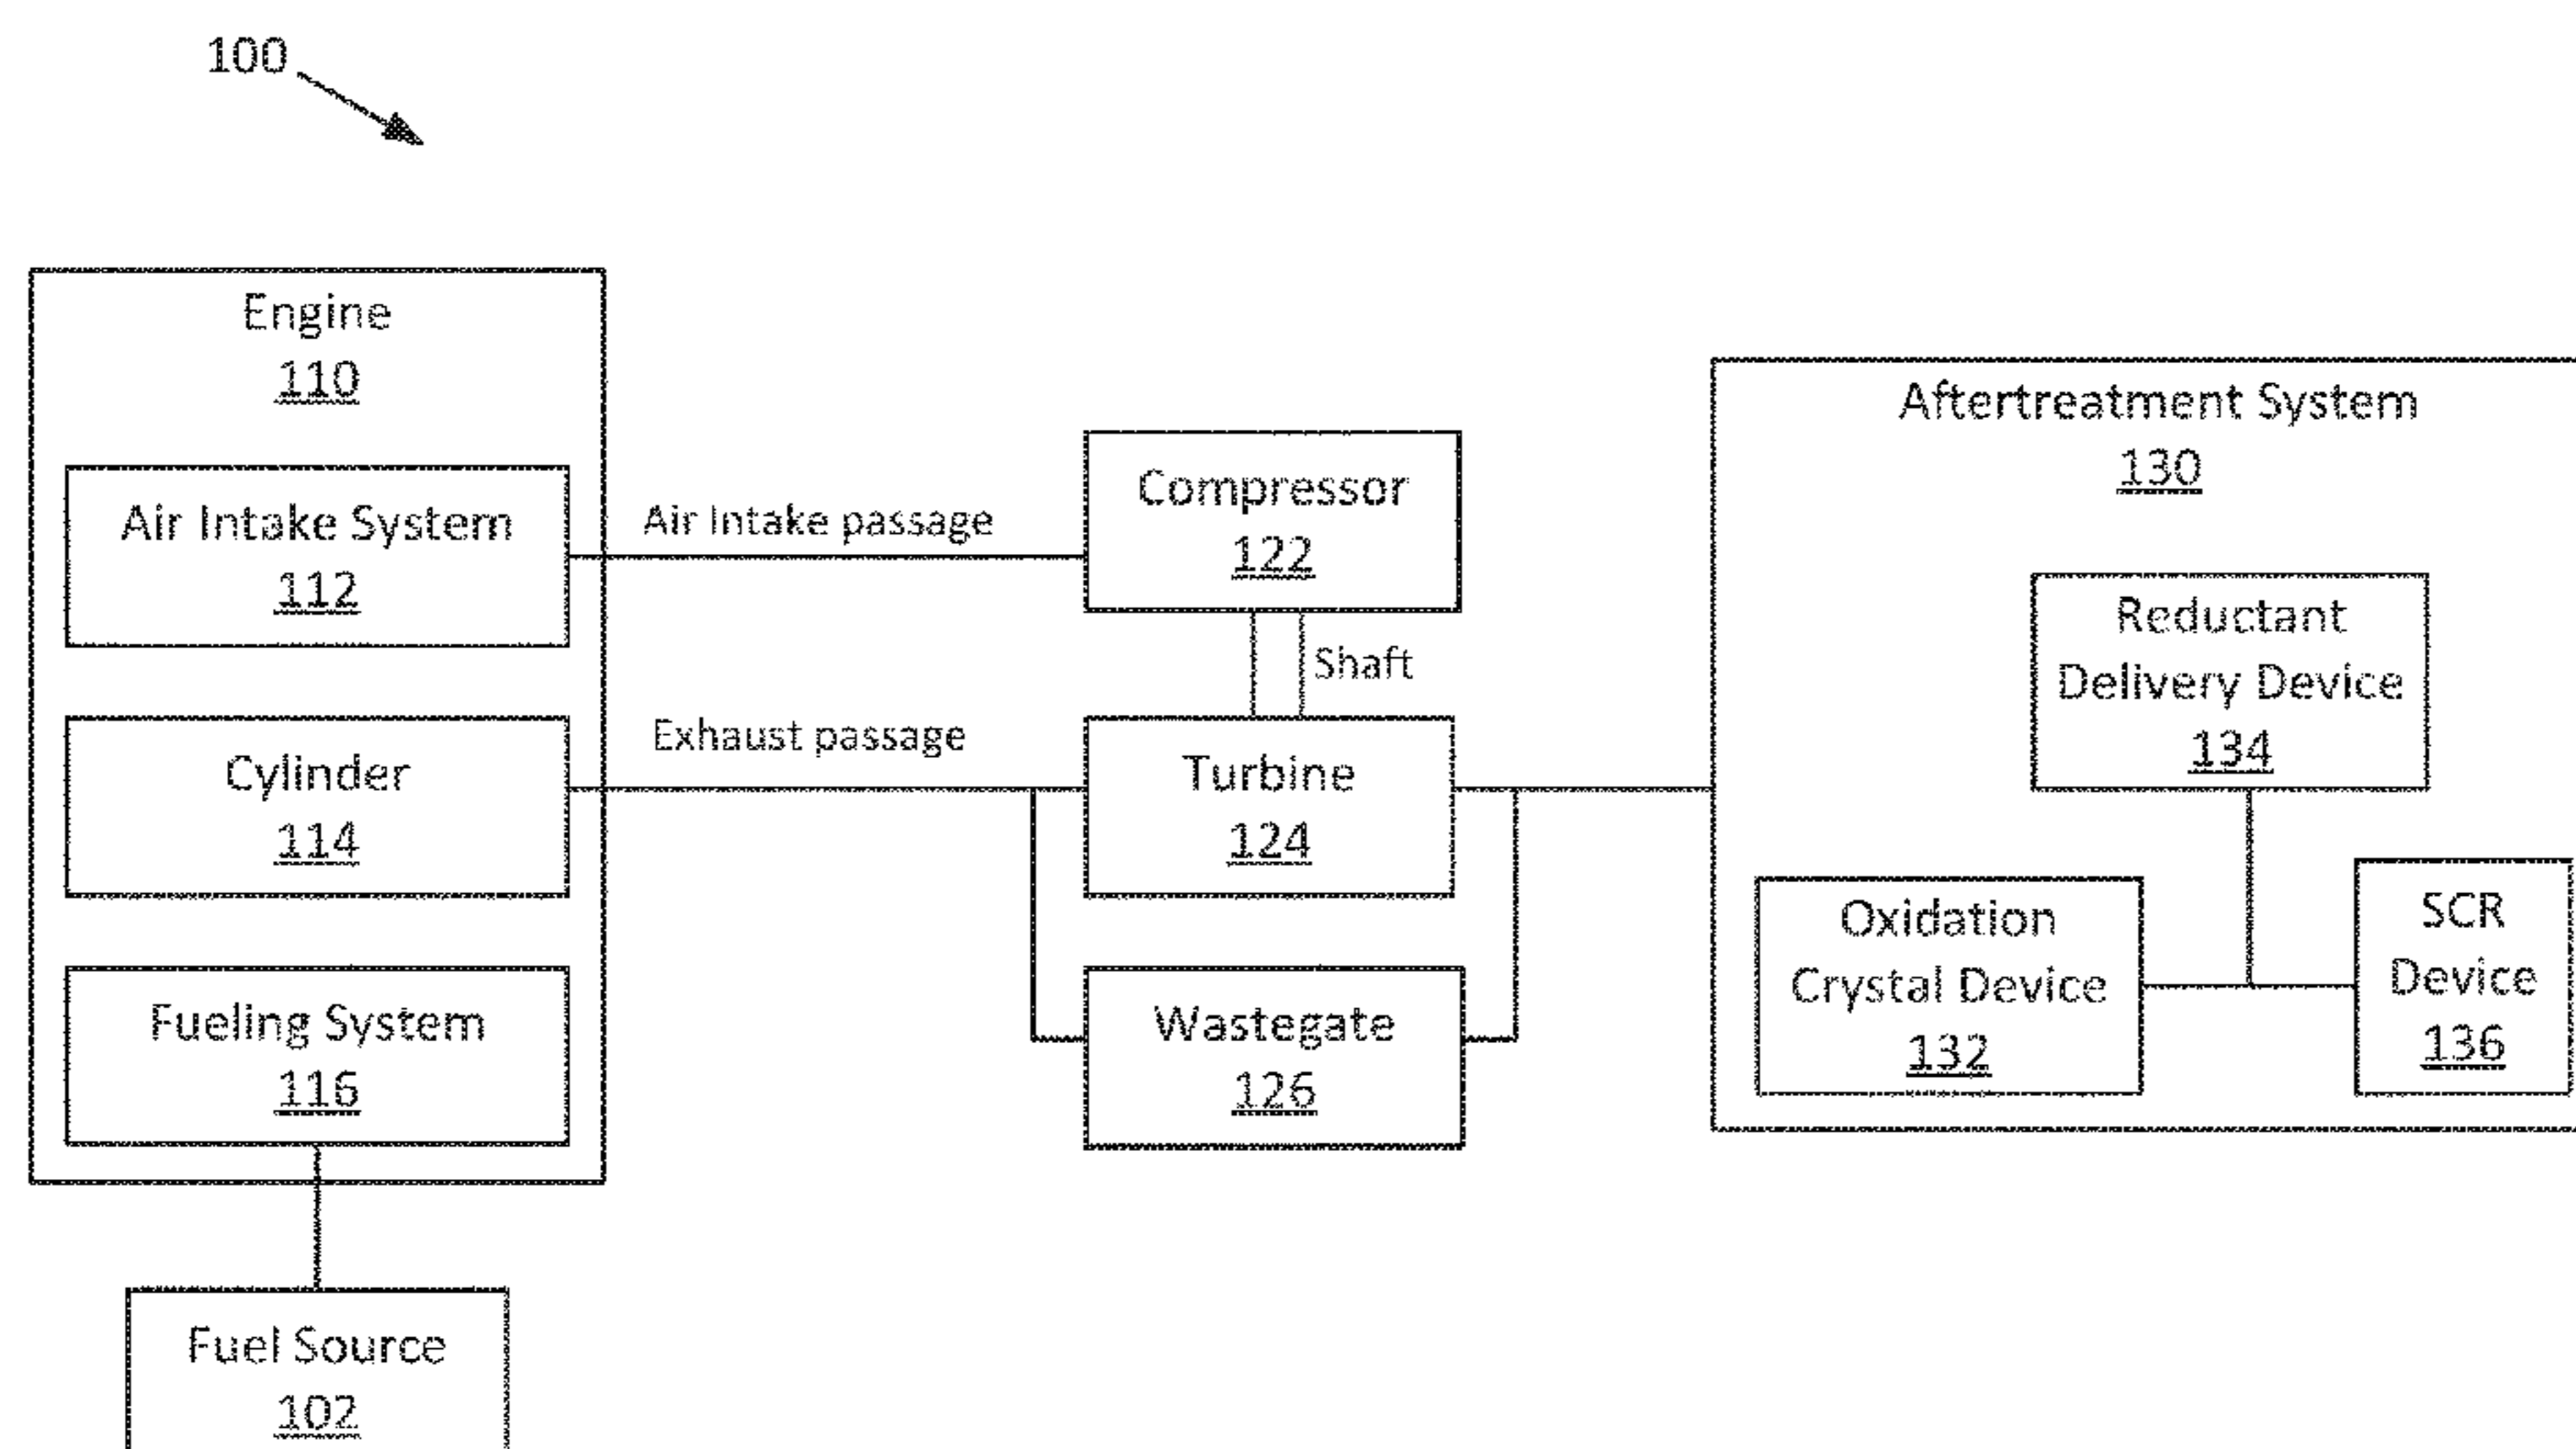 100
Engine
110
Air Intake System
112
Cylinder
114
Fueling System
116
Fuel Source
102
Air Intake passage
Exhaust passage
Compressor
122
Shaft
Turbine
124
Wastegate
126
Aftertreatment System
130
Reductant
Delivery Device
134
Oxidation
Crystal Device
132
SCR
Device
136